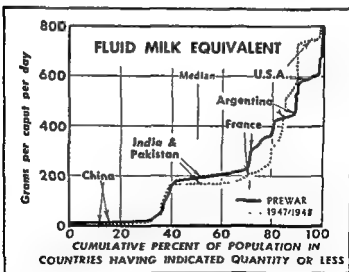 FLUID MILK EQUIVALENT
Grams per caput per day
800
600
400
200
0
Median
U.S.A.
Argentina
France
India &
Pakistan
China
PREWAR
1947/1948
0 20 40 60 80 100
CUMULATIVE PERCENT OF POPULATION IN
COUNTRIES HAVING INDICATED QUANTITY OR LESS